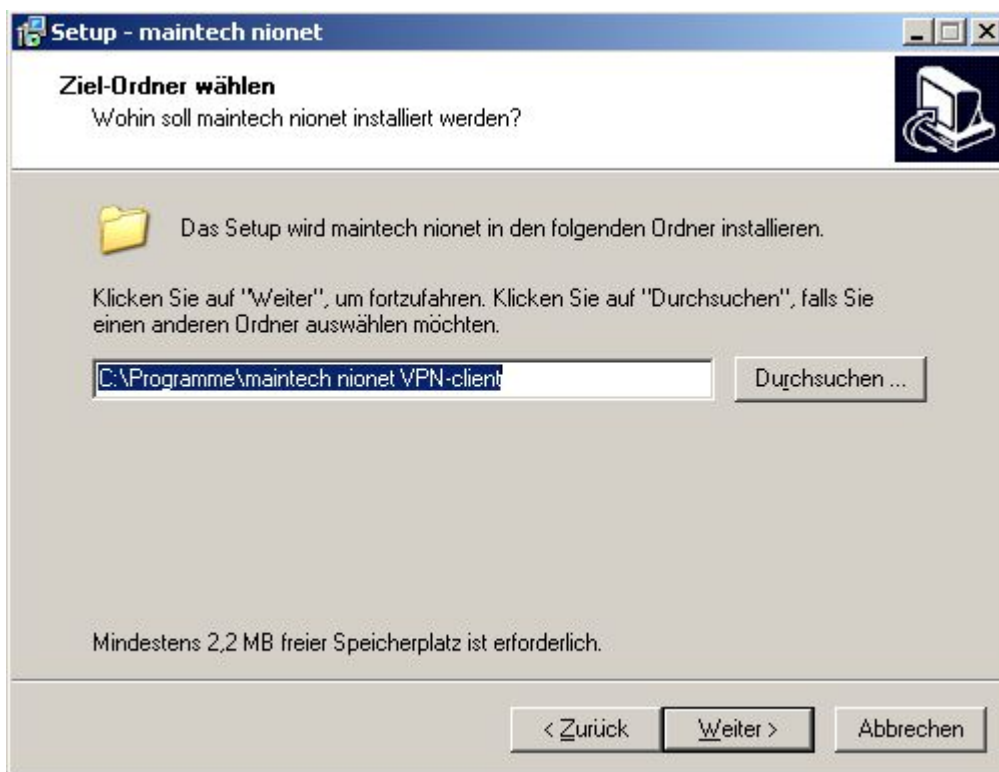 Setup - maintech nionet
Ziel-Ordner wählen
Wohin soll maintech nionet installiert werden?
Das Setup wird maintech nionet in den folgenden Ordner installieren.
Klicken Sie auf "Weiter", um fortzufahren. Klicken Sie auf "Durchsuchen", falls Sie
einen anderen Ordner auswählen möchten.
C:\Programme\maintech nionet VPN-client
Durchsuchen ...
Mindestens 2,2 MB freier Speicherplatz ist erforderlich.
< Zurück
Weiter >
Abbrechen